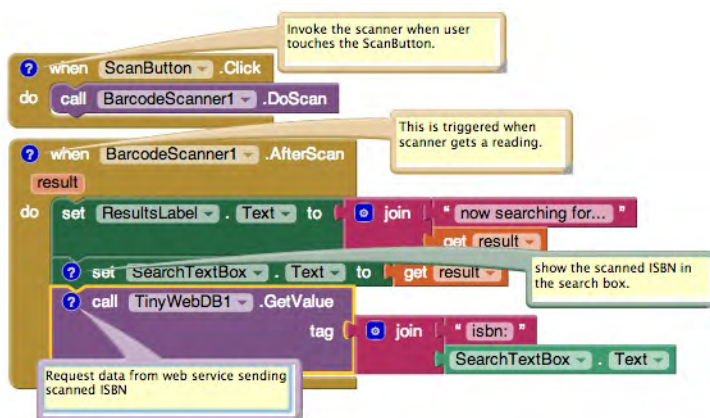 Invoke the scanner when user
touches the ScanButton.
? when ScanButton .Click
do call BarcodeScanner1 .DoScan
This is triggered when
scanner gets a reading.
? when BarcodeScanner1 .AfterScan
result
do set ResultsLabel . Text to join " now searching for... "
get result
? set SearchTextBox . Text to get result
show the scanned ISBN in
the search box.
? call TinyWebDB1 .GetValue
tag join " isbn: "
SearchTextBox . Text
Request data from web service sending
scanned ISBN